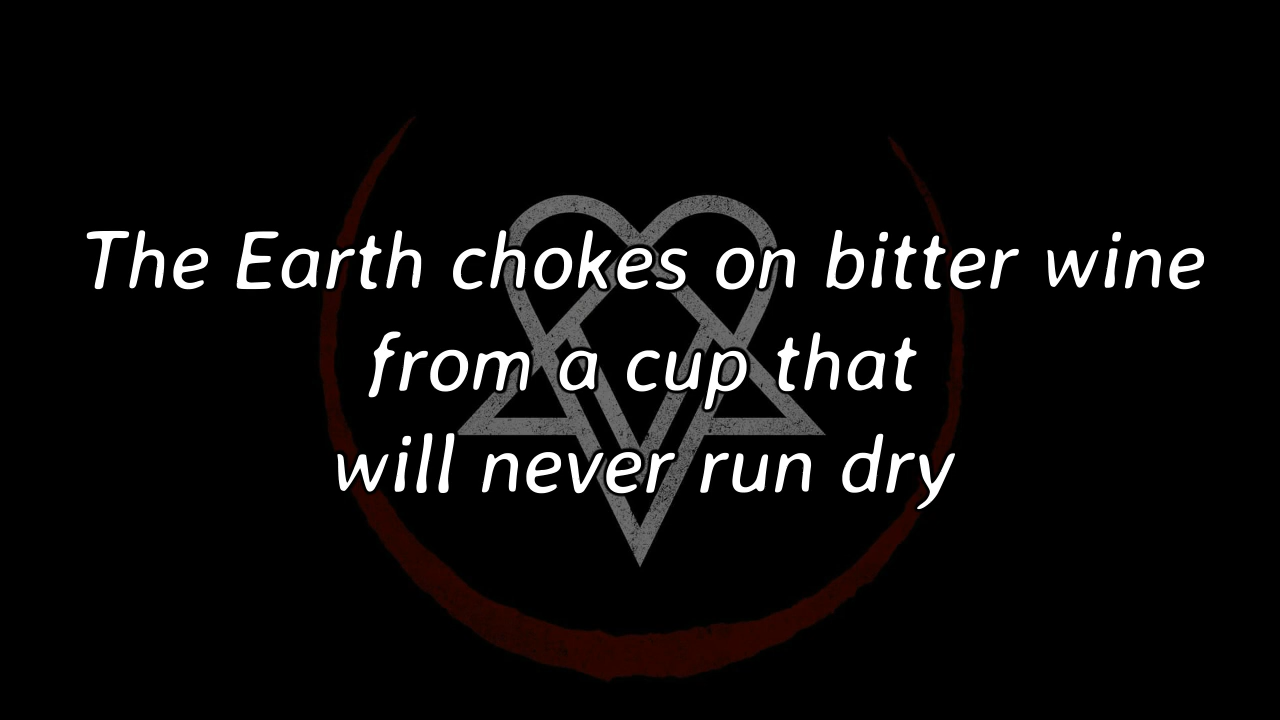 The Earth chokes on bitter wine
from a cup that
will never run dry